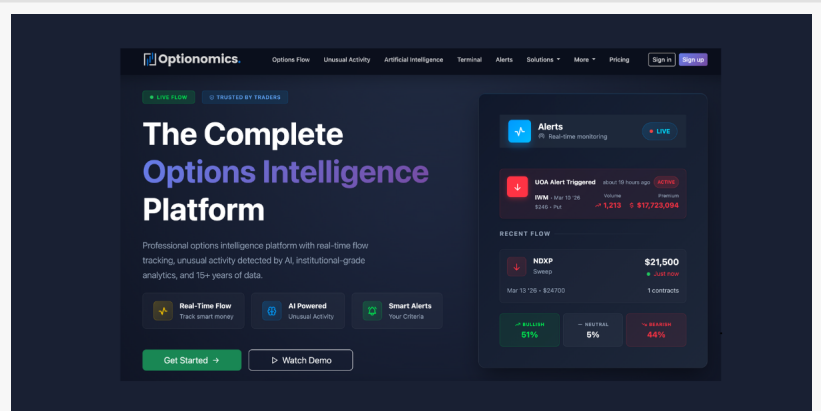 Optionomics.
Options Flow Unusual Activity Artificial Intelligence Terminal Alerts Solutions More Pricing Sign in Sign up
LIVE FLOW TRUSTED BY TRADERS
The Complete
Options Intelligence
Platform
Professional options intelligence platform with real-time flow
tracking, unusual activity detected by AI, institutional-grade
analytics, and 15+ years of data.
Real-Time Flow
Track smart money
AI Powered
Unusual Activity
Smart Alerts
Your Criteria
Get Started → Watch Demo
Alerts
Real-time monitoring
LIVE
UOA Alert Triggered about 19 hours ago ACTIVE
IWM • Mar 13 '26
$246 • Put
Volume
1,213
Premium
$ $17,723,094
RECENT FLOW
NDXP
Sweep
$21,500
Just now
Mar 13 '26 • $24700 1 contracts
BULLISH
51%
NEUTRAL
5%
BEARISH
44%